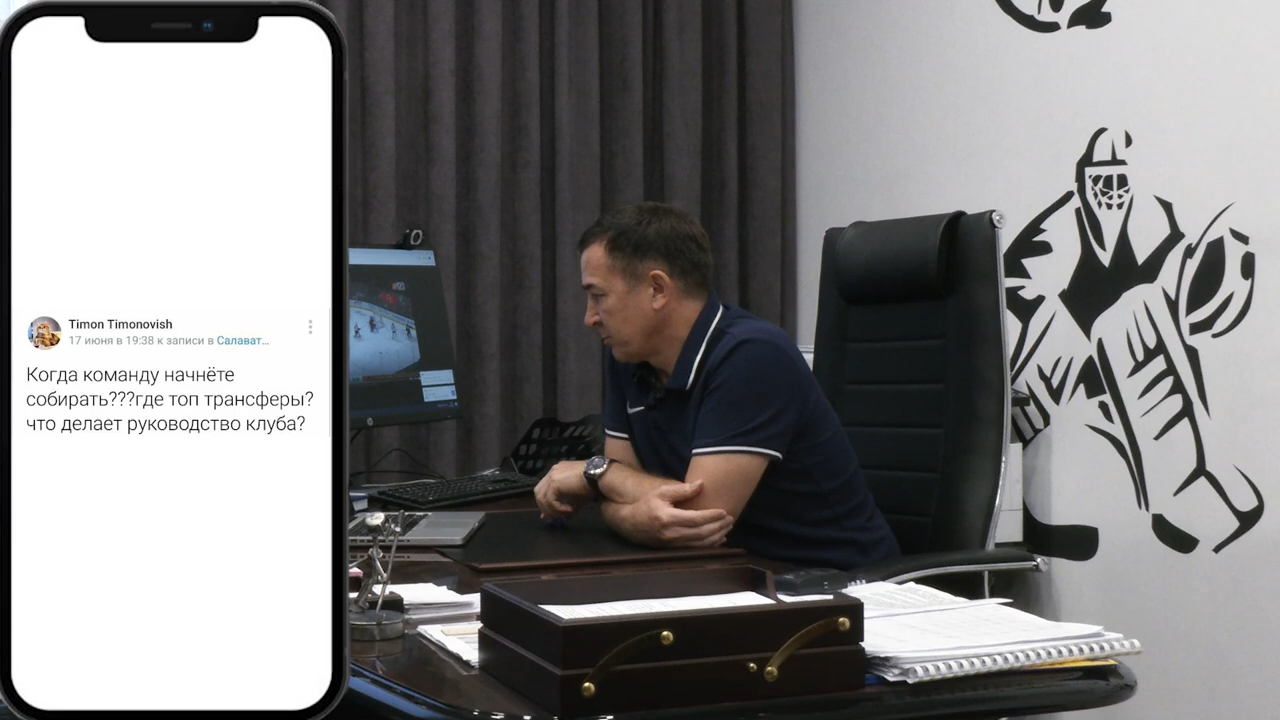 Timon Timonovish
17 июня в 19:38 к записи в Салават...
Когда команду начнёте
собирать???где топ трансферы?
что делает руководство клуба?